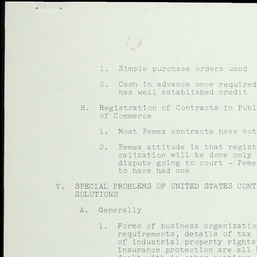 1. Simple purchase orders used
2. Cash in advance once required
has well established credit
H. Registration of Contracts in Publ
of Commerce
1. Most Pemex contracts have not
2. Pemex attitude is that regist
calization will be done only
dispute going to court - Peme
to have had one
V. SPECIAL PROBLEMS OF UNITED STATES CONT
SOLUTIONS
A. Generally
1. Forms of business organizatio
requirements, details of tax
of industrial property rights
insurance protection are all